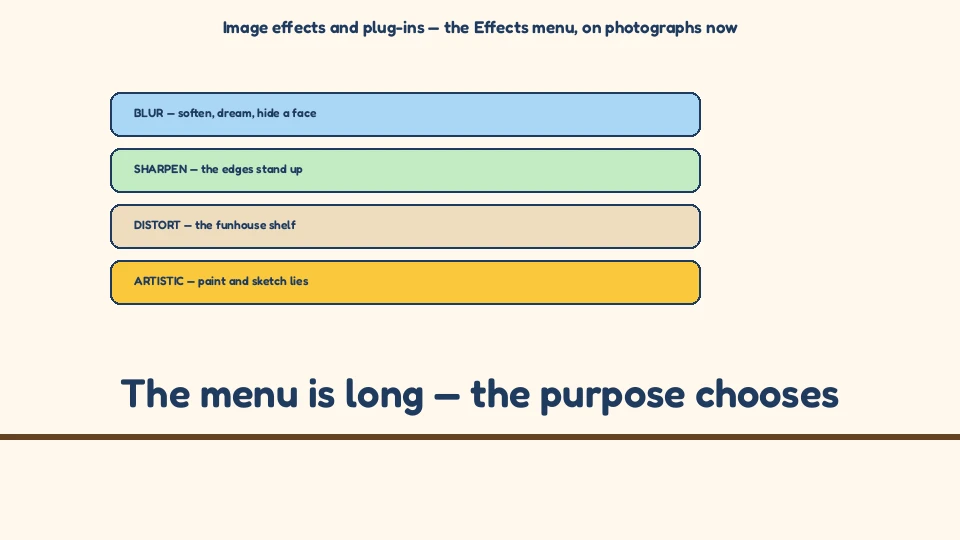 Image effects and plug-ins — the Effects menu, on photographs now
BLUR — soften, dream, hide a face
SHARPEN — the edges stand up
DISTORT — the funhouse shelf
ARTISTIC — paint and sketch lies
The menu is long — the purpose chooses